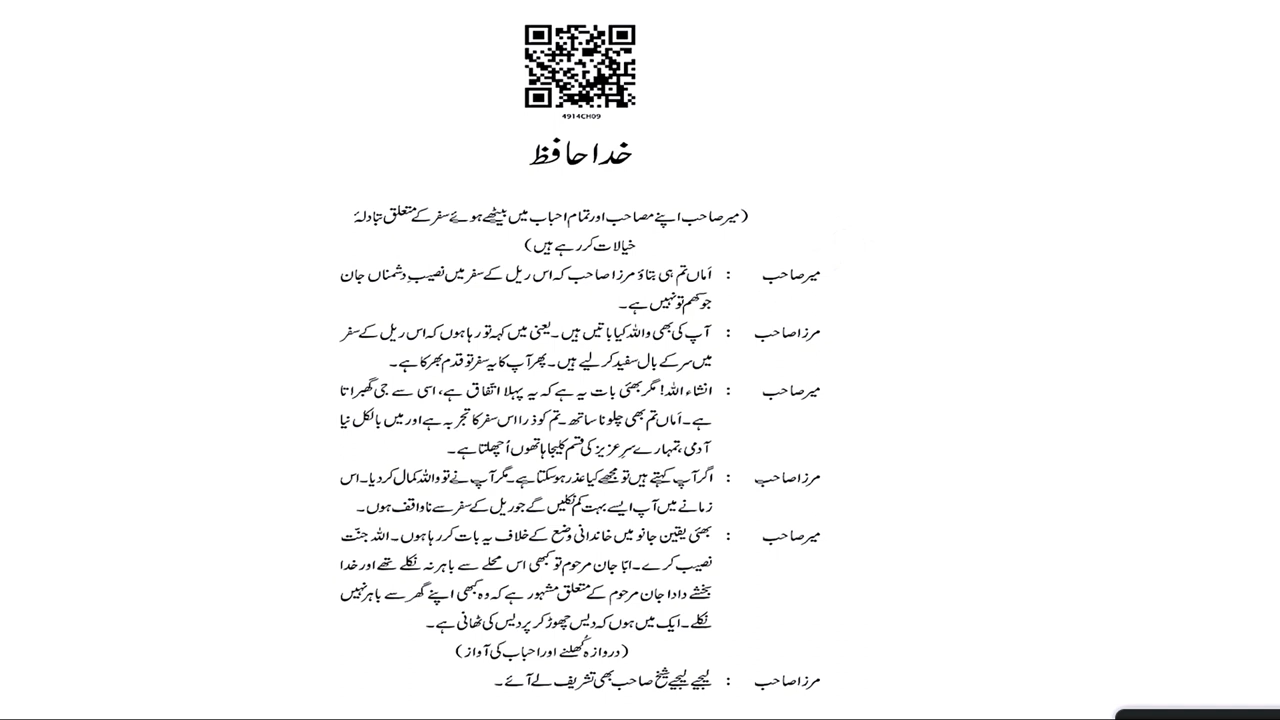 4914CH09
خدا حافظ
(میر صاحب اپنے مصاحب اور تمام احباب میں بیٹھے ہوئے سفر کے متعلق تبادلۂ
خیالات کر رہے ہیں)
میر صاحب : اَماں تم ہی بتاؤ مرزا صاحب کہ اس ریل کے سفر میں نصیبِ دشمناں جان
جوکھم تو نہیں ہے۔
مرزا صاحب : آپ کی بھی واللہ کیا باتیں ہیں۔ یعنی میں کہہ تو رہا ہوں کہ اس ریل کے سفر
میں سر کے بال سفید کر لیے ہیں۔ پھر آپ کا یہ سفر تو قدم بھر کا ہے۔
میر صاحب : انشاء اللہ! مگر بھئی بات یہ ہے کہ یہ پہلا اتفاق ہے، اسی سے جی گھبراتا
ہے۔ اَماں تم بھی چلو نا ساتھ۔ تم کو ذرا اس سفر کا تجربہ ہے اور میں بالکل نیا
آدمی، تمہارے سرِ عزیز کی قسم کلیجا ہاتھوں اُچھلتا ہے۔
مرزا صاحب : اگر آپ کہتے ہیں تو مجھے کیا عذر ہو سکتا ہے۔ مگر آپ نے تو واللہ کمال کر دیا۔ اس
زمانے میں آپ ایسے بہت کم نکلیں گے جو ریل کے سفر سے ناواقف ہوں۔
میر صاحب : بھئی یقین جانو میں خاندانی وضع کے خلاف یہ بات کر رہا ہوں۔ اللہ جنّت
نصیب کرے۔ ابّا جان مرحوم تو کبھی اس محلے سے باہر نہ نکلے تھے اور خدا
بخشے دادا جان مرحوم کے متعلق مشہور ہے کہ وہ کبھی اپنے گھر سے باہر نہیں
نکلے۔ ایک میں ہوں کہ دیس چھوڑ کر پردیس کی ٹھانی ہے۔
(دروازہ کُھلنے اور احباب کی آواز)
مرزا صاحب : لیجیے لیجیے شیخ صاحب بھی تشریف لے آئے۔